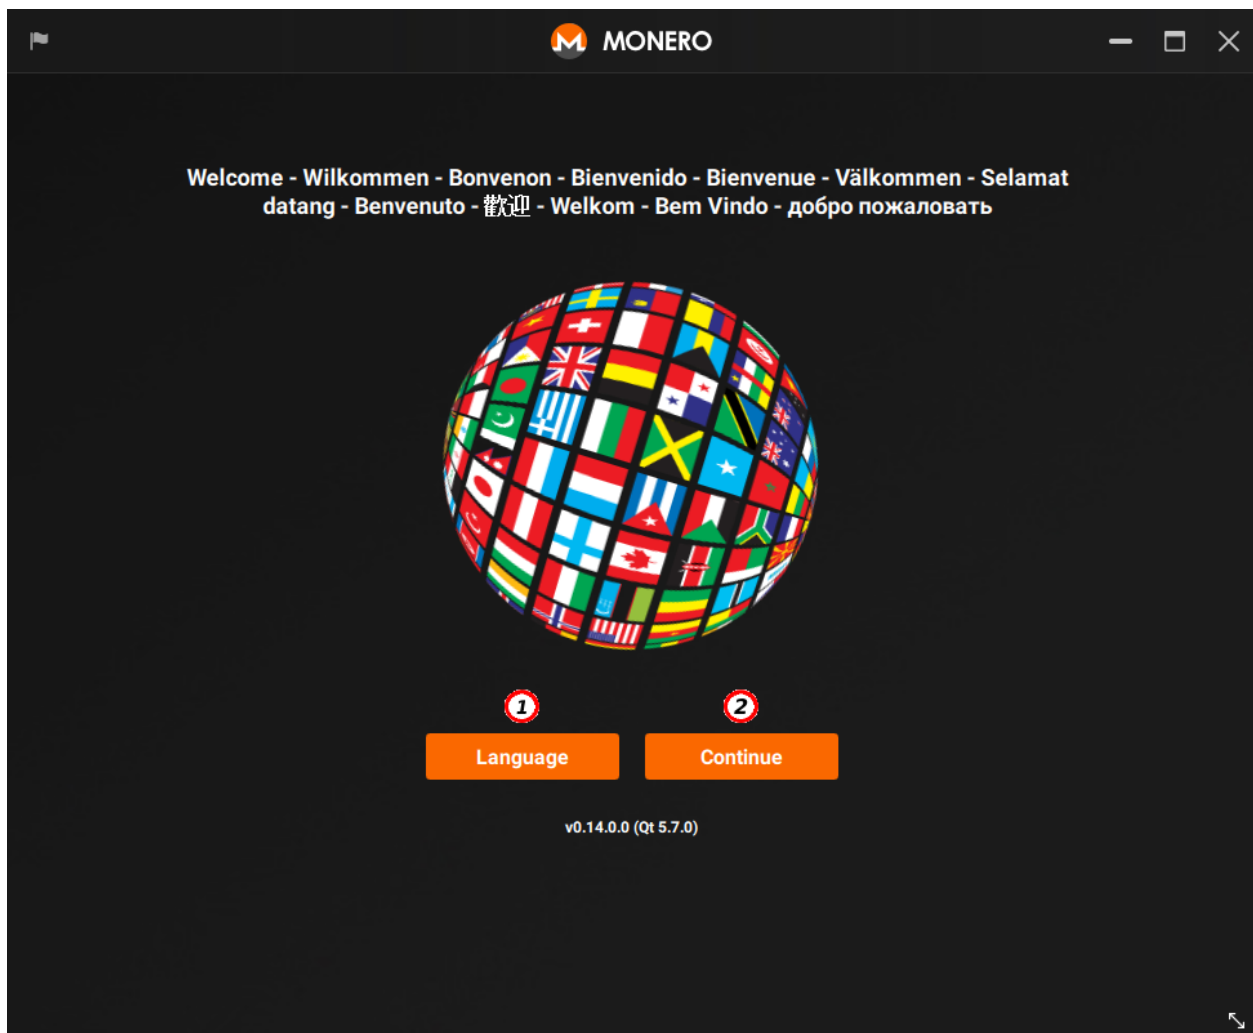 MONERO
Welcome - Wilkommen - Bonvenon - Bienvenido - Bienvenue - Välkommen - Selamat
datang - Benvenuto - 歡迎 - Welkom - Bem Vindo - добро пожаловать
1 2
Language Continue
v0.14.0.0 (Qt 5.7.0)